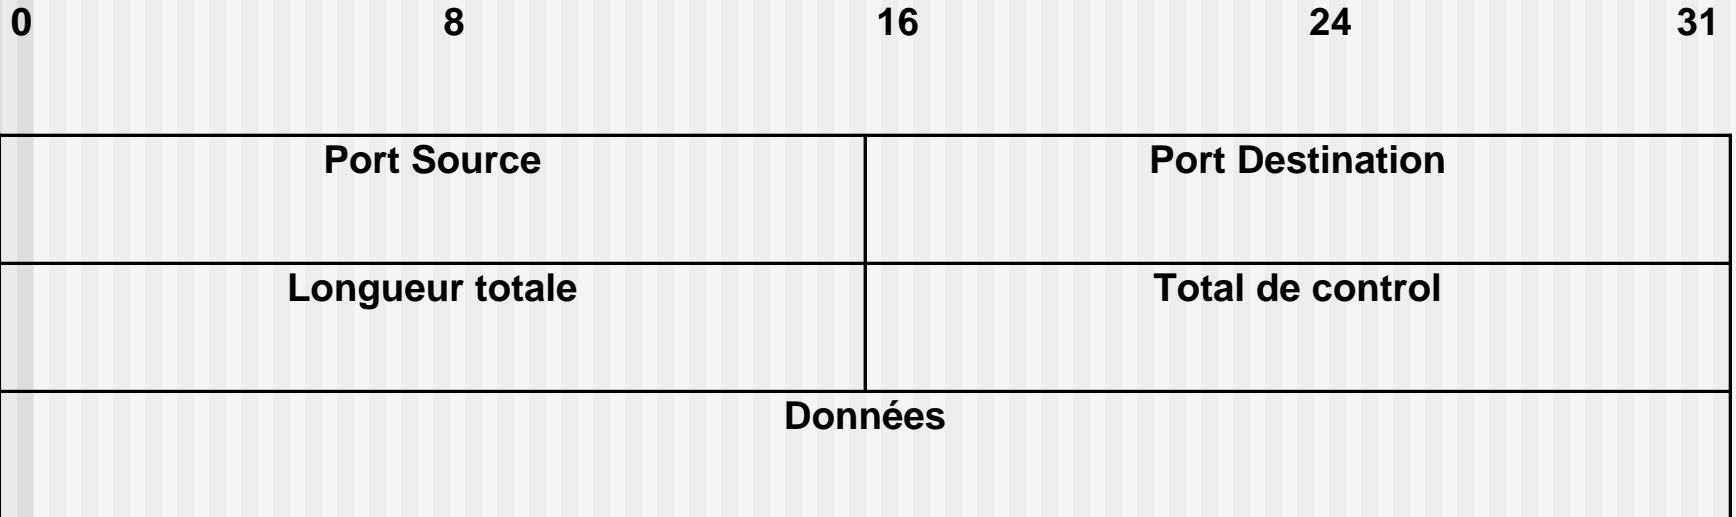 0 8 16 24 31
Port Source Port Destination
Longueur totale Total de control
Données